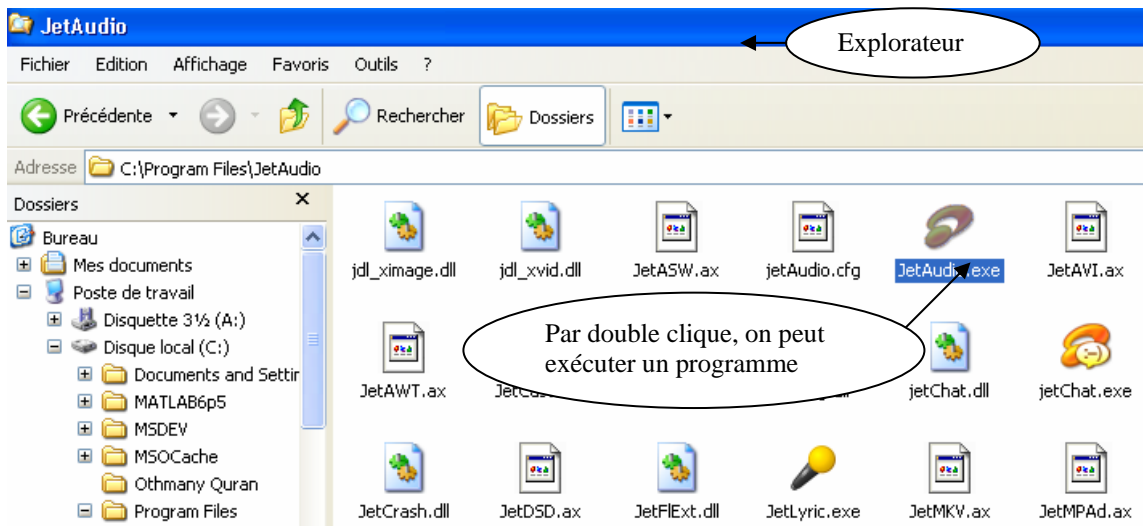 JetAudio
Explorateur
Fichier Edition Affichage Favoris Outils ?
Précédente Rechercher Dossiers
Adresse C:\Program Files\JetAudio
Dossiers
Bureau
Mes documents
Poste de travail
Disquette 3½ (A:)
Disque local (C:)
Documents and Settin
MATLAB6p5
MSDEV
MSOCache
Othmany Quran
Program Files
jdl_ximage.dll jdl_xvid.dll JetASW.ax jetAudio.cfg JetAudio.exe JetAVI.ax
Par double clique, on peut
exécuter un programme
JetAWT.ax jetChat.dll jetChat.exe
JetCrash.dll JetDSD.ax JetFlExt.dll JetLyric.exe JetMKV.ax JetMPAd.ax